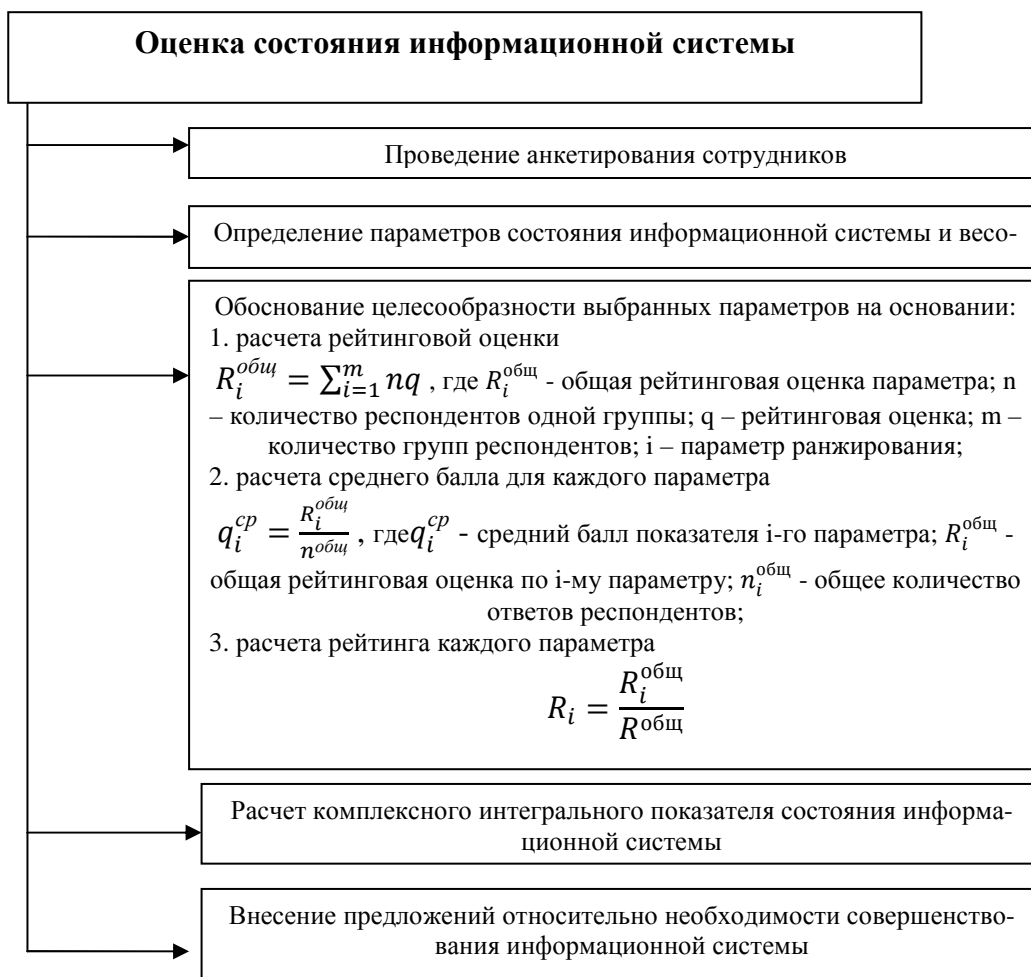 Оценка состояния информационной системы
Проведение анкетирования сотрудников
Определение параметров состояния информационной системы и весо-
Обоснование целесообразности выбранных параметров на основании:
1. расчета рейтинговой оценки
$R_i^{общ} = \sum_{i=1}^{m} nq$ , где $R_i^{общ}$ - общая рейтинговая оценка параметра; n
– количество респондентов одной группы; q – рейтинговая оценка; m –
количество групп респондентов; i – параметр ранжирования;
2. расчета среднего балла для каждого параметра
$q_i^{ср} = \frac{R_i^{общ}}{n^{общ}}$ , где$q_i^{ср}$ - средний балл показателя i-го параметра; $R_i^{общ}$ -
общая рейтинговая оценка по i-му параметру; $n_i^{общ}$ - общее количество
ответов респондентов;
3. расчета рейтинга каждого параметра
$R_i = \frac{R_i^{общ}}{R^{общ}}$
Расчет комплексного интегрального показателя состояния информа-
ционной системы
Внесение предложений относительно необходимости совершенство-
вания информационной системы